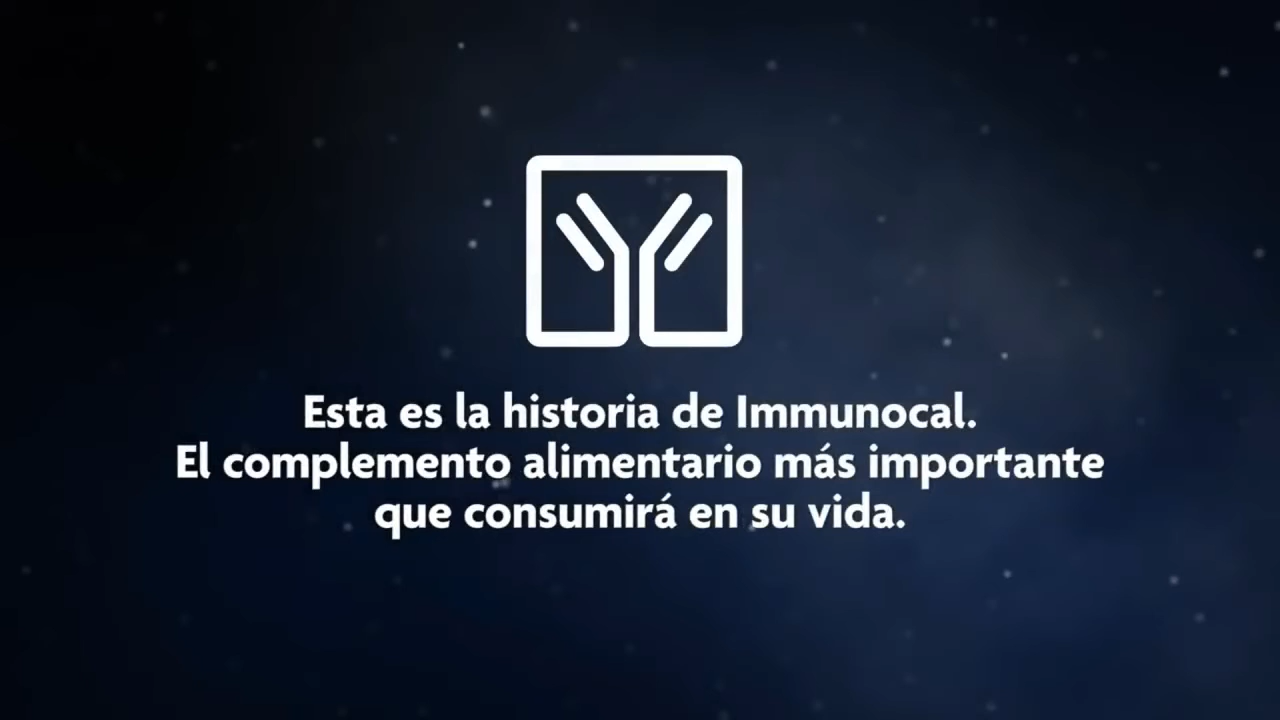 Esta es la historia de Immunocal.
El complemento alimentario más importante
que consumirá en su vida.